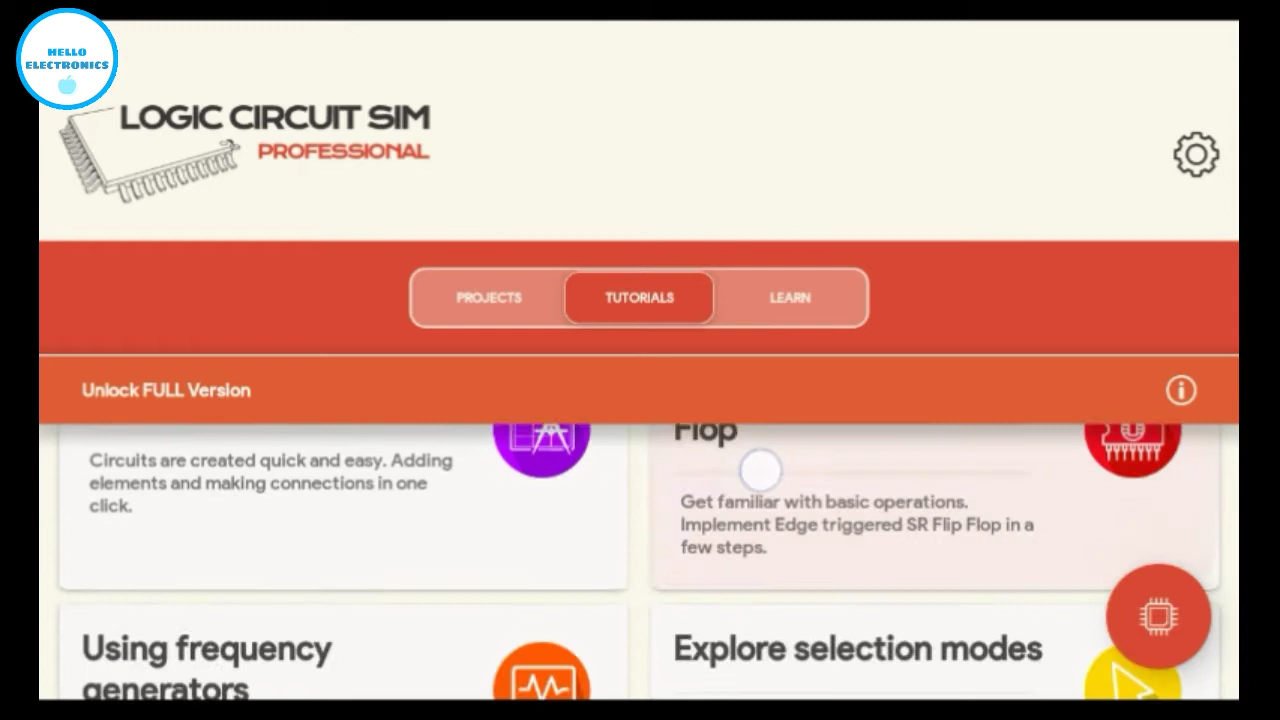 HELLO
ELECTRONICS
LOGIC CIRCUIT SIM
PROFESSIONAL
PROJECTS
TUTORIALS
LEARN
Unlock FULL Version
Circuits are created quick and easy. Adding
elements and making connections in one
click.
Flop
Get familiar with basic operations.
Implement Edge triggered SR Flip Flop in a
few steps.
Using frequency
generators
Explore selection modes